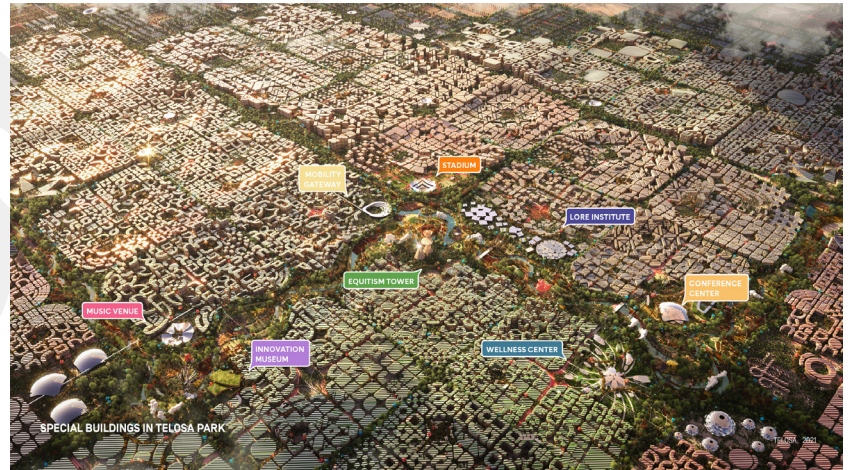 STADIUM
MOBILITY
GATEWAY
LORE INSTITUTE
EQUITISM TOWER
CONFERENCE
CENTER
MUSIC VENUE
INNOVATION
MUSEUM
WELLNESS CENTER
SPECIAL BUILDINGS IN TELOSA PARK
TELOSA, 2021